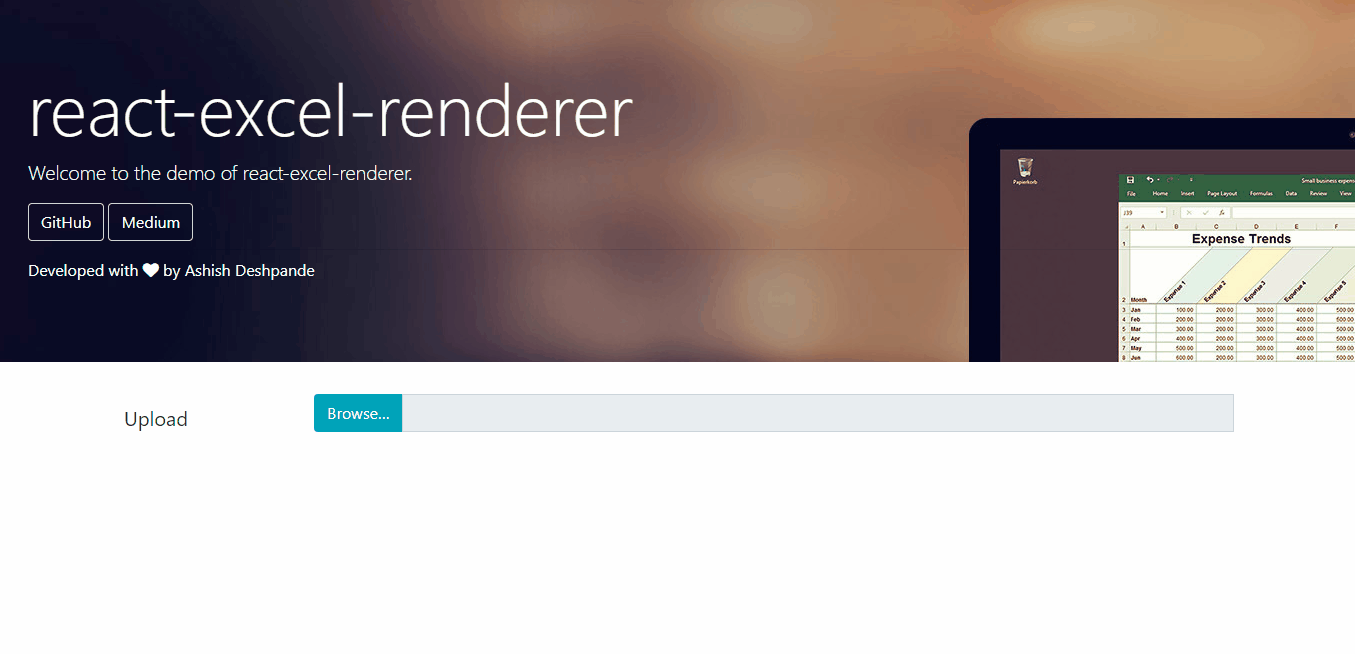 react-excel-renderer
Welcome to the demo of react-excel-renderer.
GitHub Medium
Developed with by Ashish Deshpande
Papierkorb
Small business expens
File Home Insert Page Layout Formulas Data Review View
J39
A B C D E F
1 Expense Trends
2 Month Expense 1 Expense 2 Expense 3 Expense 4 Expense 5
3 Jan 100.00 200.00 300.00 400.00 500.00
4 Feb 200.00 200.00 300.00 400.00 500.00
5 Mar 300.00 200.00 300.00 400.00 500.00
6 Apr 400.00 200.00 300.00 400.00 500.00
7 May 500.00 200.00 300.00 400.00 500.00
8 Jun 600.00 200.00 300.00 400.00 500.00
Upload Browse...